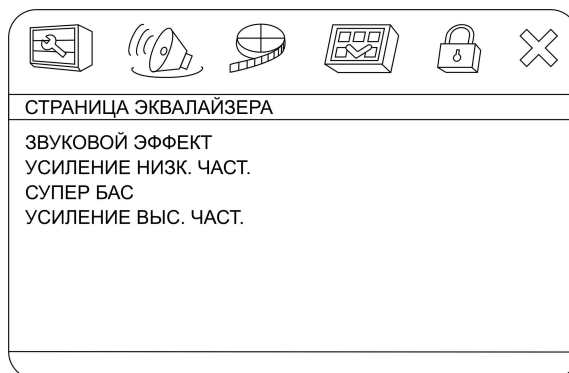 СТРАНИЦА ЭКВАЛАЙЗЕРА
ЗВУКОВОЙ ЭФФЕКТ
УСИЛЕНИЕ НИЗК. ЧАСТ.
СУПЕР БАС
УСИЛЕНИЕ ВЫС. ЧАСТ.